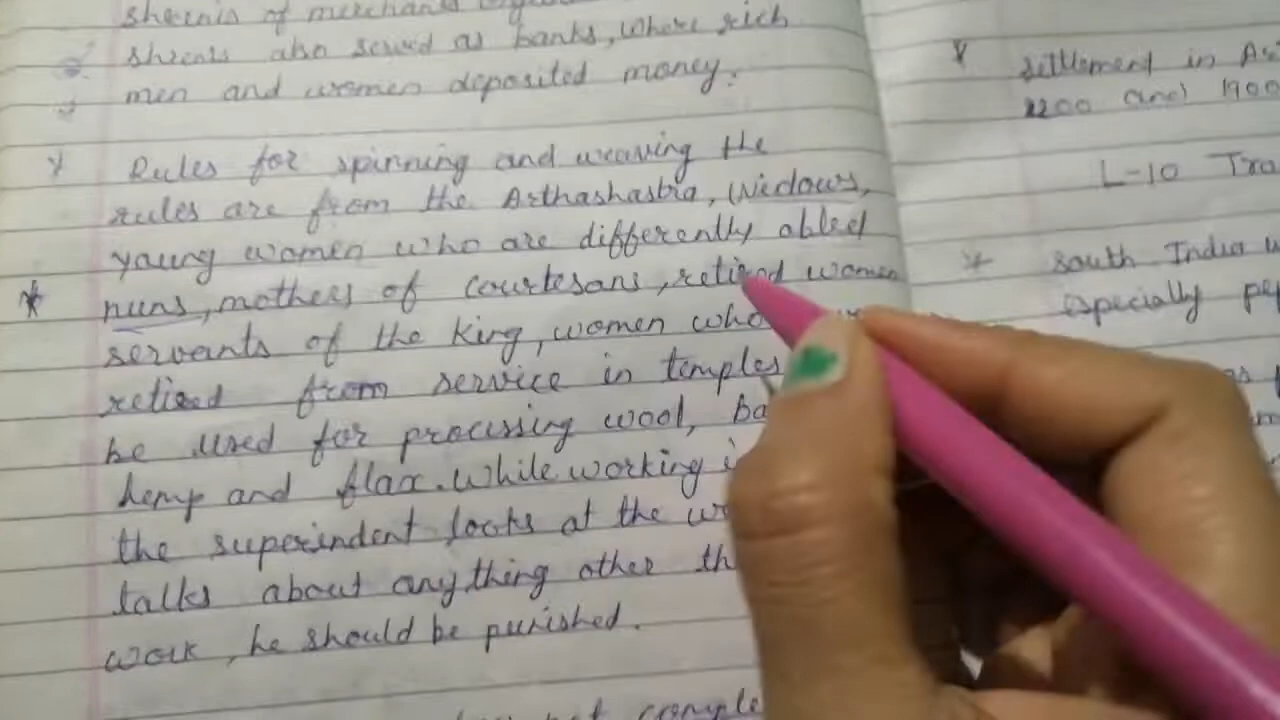 shrenis of merchants
shrenis also served as banks, where rich
men and women deposited money.
Rules for spinning and weaving the
rules are from the Arthashastra, Widows,
young women who are differently abled
nuns, mothers of courtesans, retired women
servants of the King, women who
retired from service in temples
be used for processing wool,
hemp and flax. While working
the superindent looks at the
talks about anything other
work, he should be punished.
settlement in
1200 and 1900
L-10
south India
especially